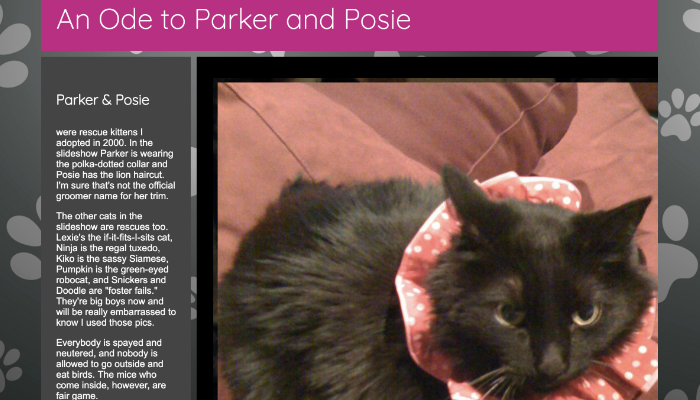 An Ode to Parker and Posie
Parker & Posie
were rescue kittens I
adopted in 2000. In the
slideshow Parker is wearing
the polka-dotted collar and
Posie has the lion haircut.
I'm sure that's not the official
groomer name for her trim.
The other cats in the
slideshow are rescues too.
Lexie's the if-it-fits-I-sits cat,
Ninja is the regal tuxedo,
Kiko is the sassy Siamese,
Pumpkin is the green-eyed
robocat, and Snickers and
Doodle are "foster fails."
They're big boys now and
will be really embarrassed to
know I used those pics.
Everybody is spayed and
neutered, and nobody is
allowed to go outside and
eat birds. The mice who
come inside, however, are
fair game.